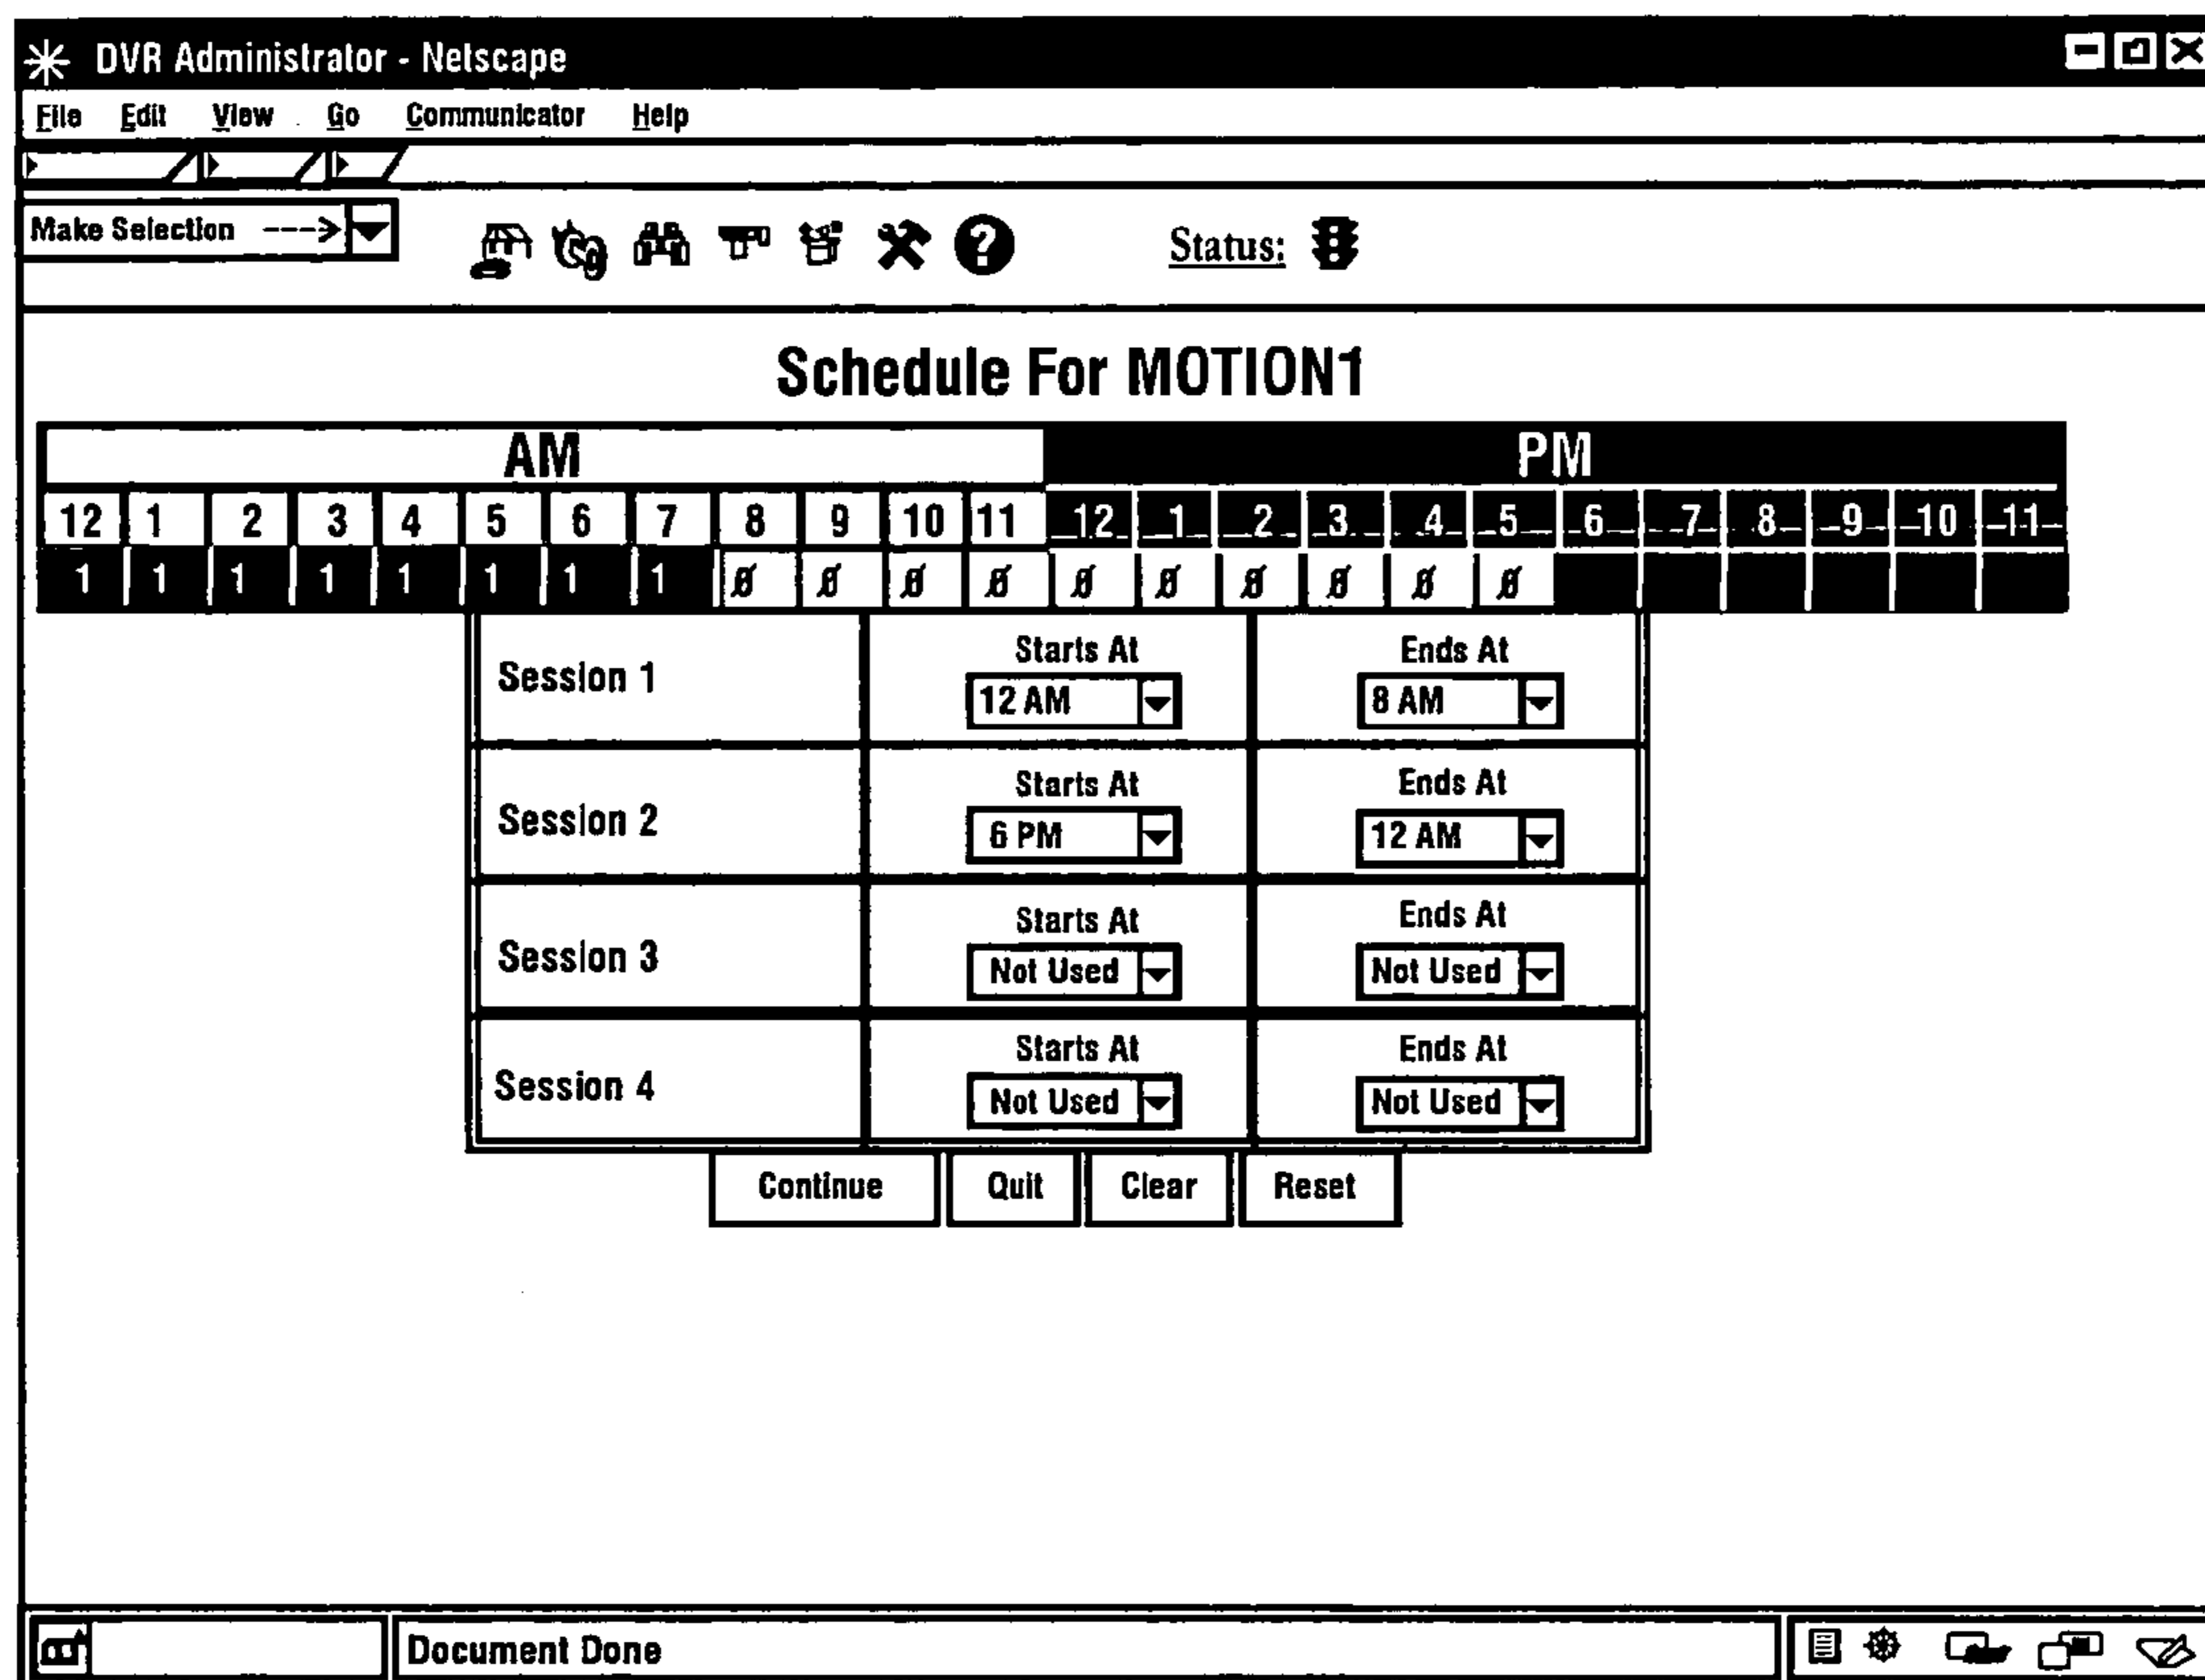 DVR Administrator - Netscape
File Edit View Go Communicator Help
Make Selection ---->
Status:
Schedule For MOTION1
AM PM
12 1 2 3 4 5 6 7 8 9 10 11 12 1 2 3 4 5 6 7 8 9 10 11
1 1 1 1 1 1 1 1 Ø Ø Ø Ø Ø Ø Ø Ø Ø Ø
Starts At Ends At
Session 1 12 AM 8 AM
Starts At Ends At
Session 2 6 PM 12 AM
Starts At Ends At
Session 3 Not Used Not Used
Starts At Ends At
Session 4 Not Used Not Used
Continue Quit Clear Reset
Document Done